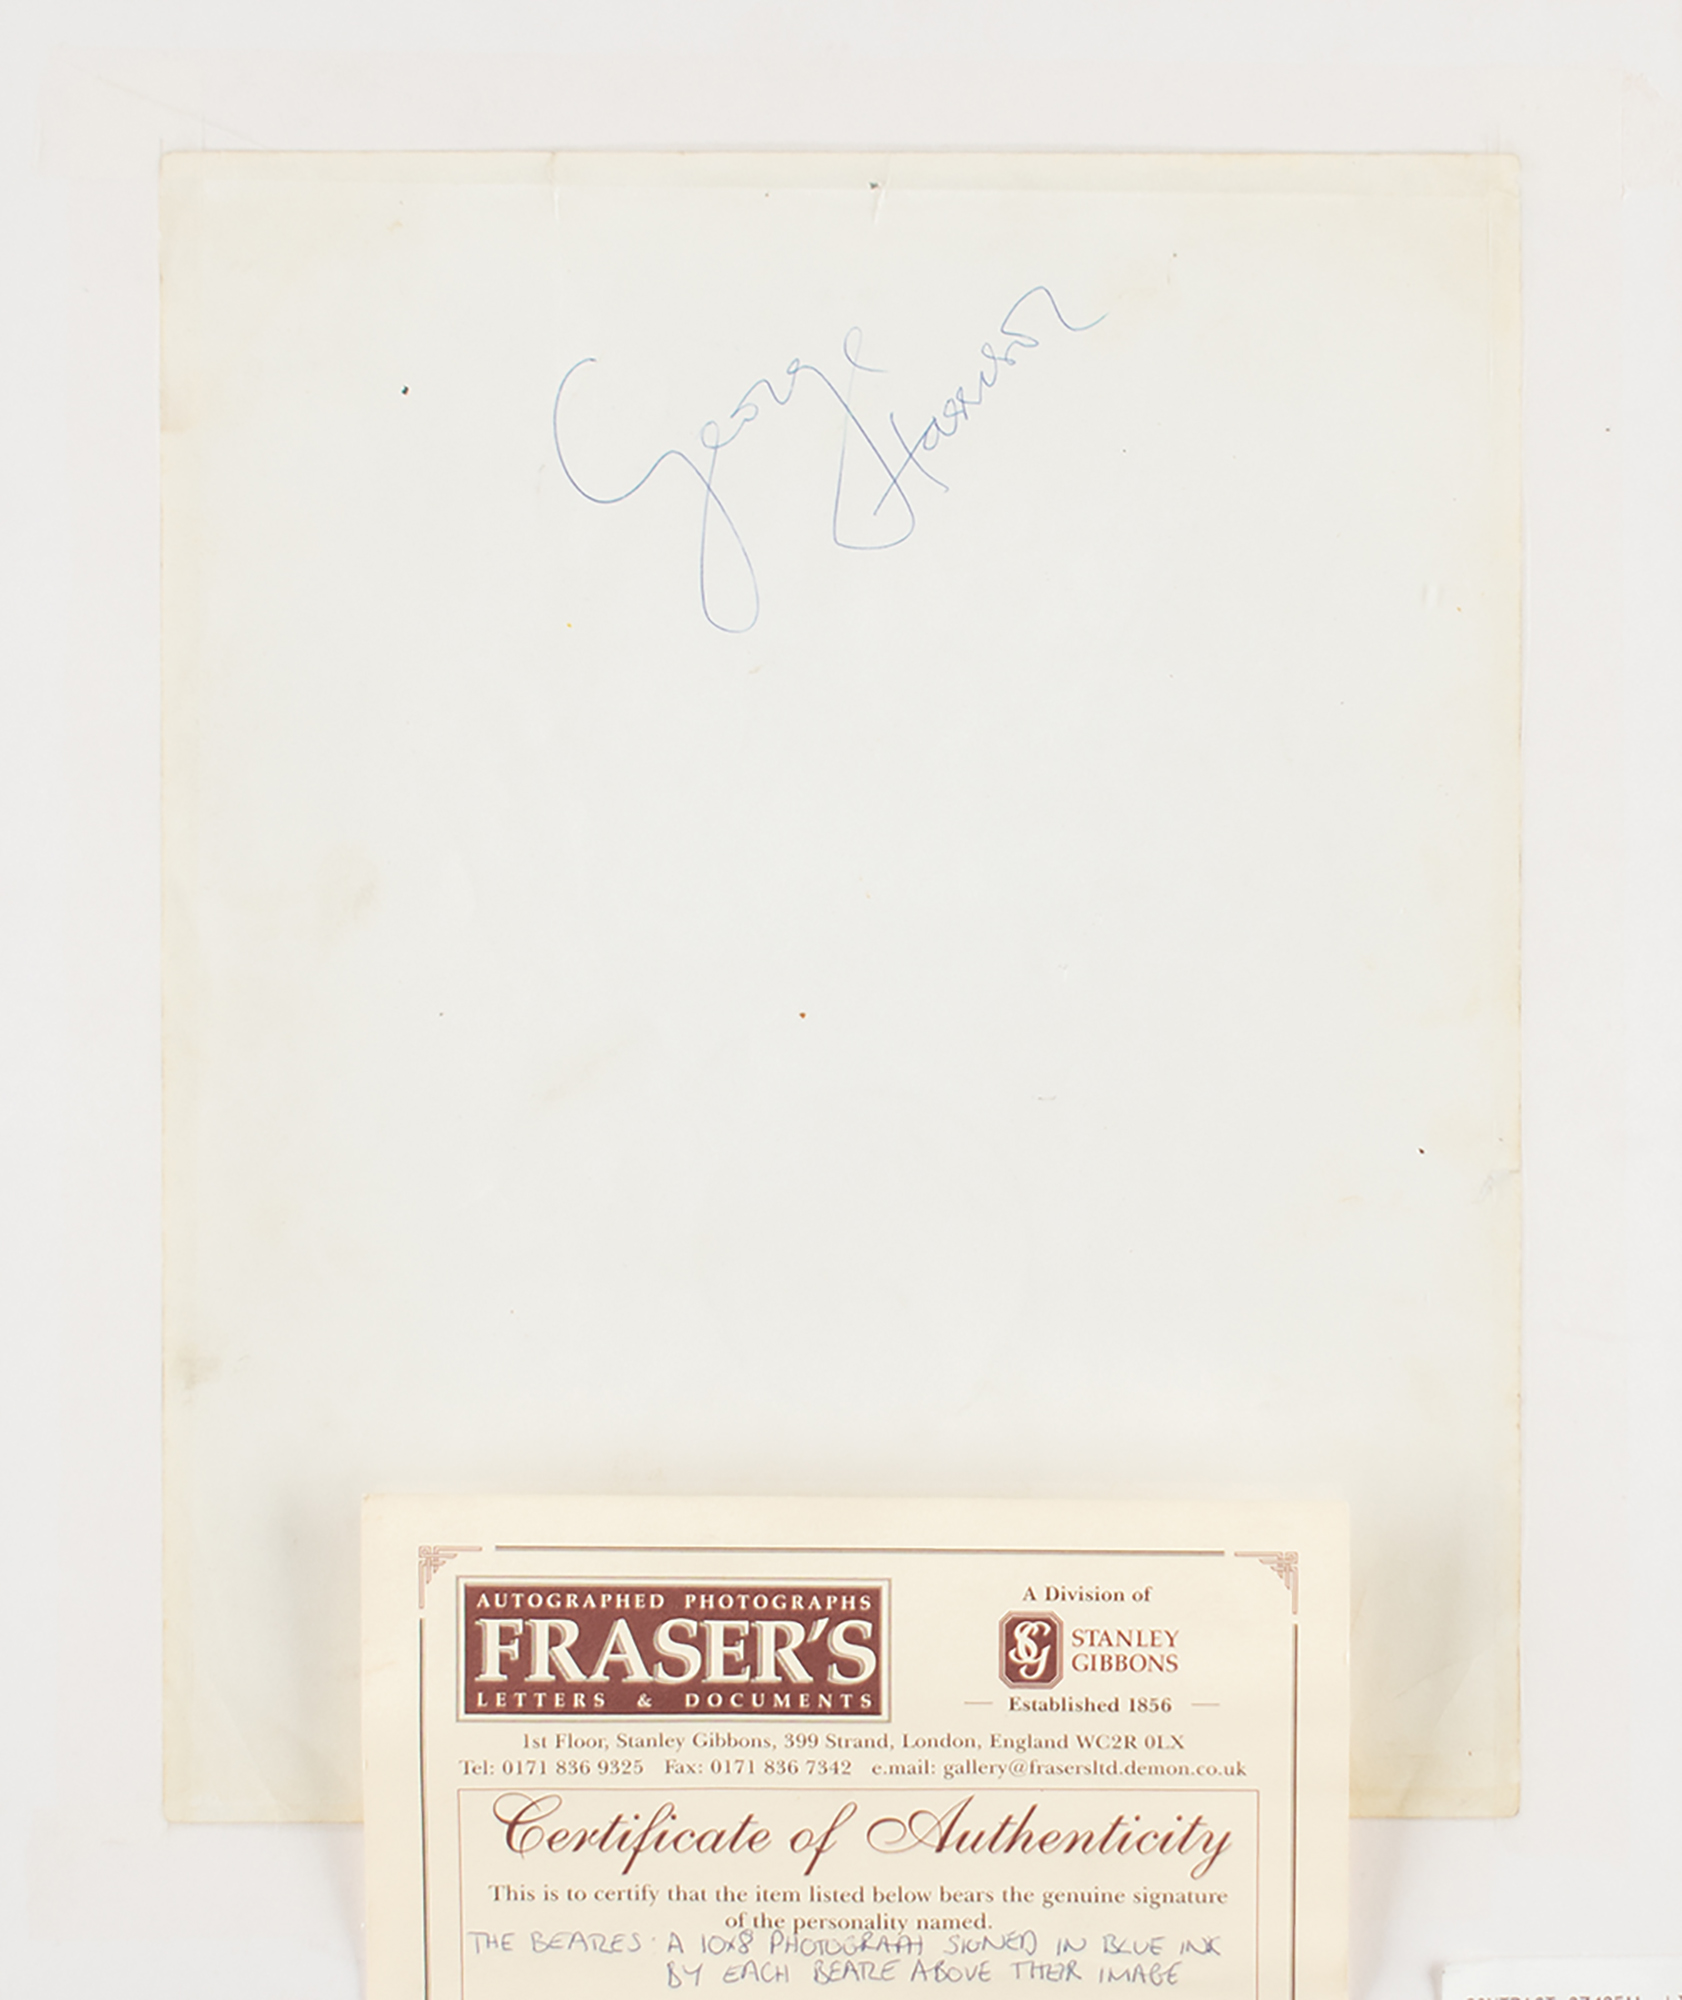 George Harrison
AUTOGRAPHED PHOTOGRAPHS
FRASER'S
LETTERS & DOCUMENTS
A Division of
SG
STANLEY
GIBBONS
Established 1856
1st Floor, Stanley Gibbons, 399 Strand, London, England WC2R 0LX
Tel: 0171 836 9325 Fax: 0171 836 7342 e.mail: gallery@frasersltd.demon.co.uk
Certificate of Authenticity
This is to certify that the item listed below bears the genuine signature
of the personality named.
THE BEATLES. A 10x8 PHOTOGRAPH SIGNED IN BLUE INK
BY EACH BEATLE ABOVE THEIR IMAGE